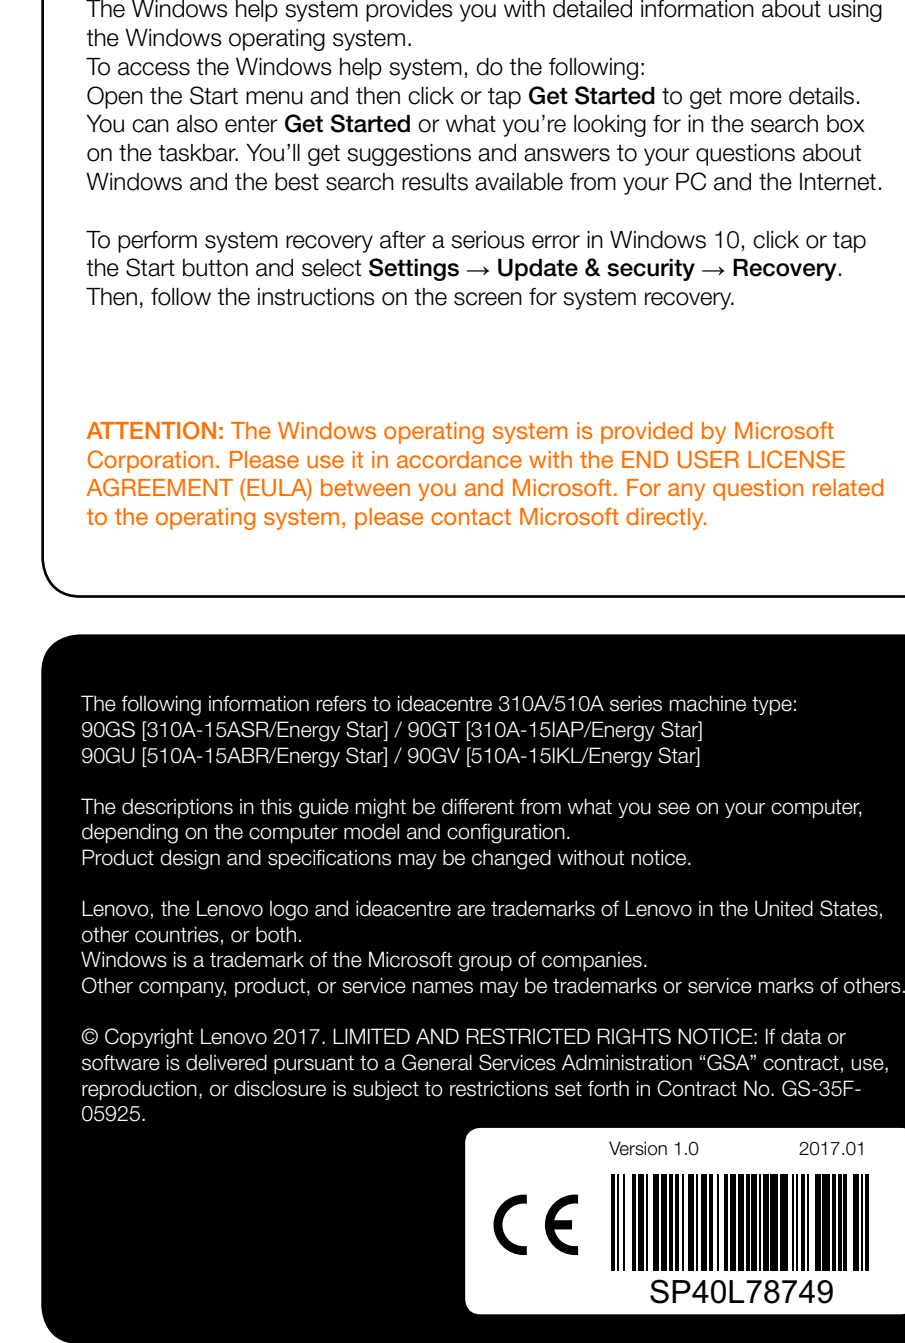 The Windows help system provides you with detailed information about using
the Windows operating system.
To access the Windows help system, do the following:
Open the Start menu and then click or tap Get Started to get more details.
You can also enter Get Started or what you’re looking for in the search box
on the taskbar. You’ll get suggestions and answers to your questions about
Windows and the best search results available from your PC and the Internet.
To perform system recovery after a serious error in Windows 10, click or tap
the Start button and select Settings → Update & security → Recovery.
Then, follow the instructions on the screen for system recovery.
ATTENTION: The Windows operating system is provided by Microsoft
Corporation. Please use it in accordance with the END USER LICENSE
AGREEMENT (EULA) between you and Microsoft. For any question related
to the operating system, please contact Microsoft directly.
The following information refers to ideacentre 310A/510A series machine type:
90GS [310A-15ASR/Energy Star] / 90GT [310A-15IAP/Energy Star]
90GU [510A-15ABR/Energy Star] / 90GV [510A-15IKL/Energy Star]
The descriptions in this guide might be different from what you see on your computer,
depending on the computer model and configuration.
Product design and specifications may be changed without notice.
Lenovo, the Lenovo logo and ideacentre are trademarks of Lenovo in the United States,
other countries, or both.
Windows is a trademark of the Microsoft group of companies.
Other company, product, or service names may be trademarks or service marks of others.
© Copyright Lenovo 2017. LIMITED AND RESTRICTED RIGHTS NOTICE: If data or
software is delivered pursuant to a General Services Administration “GSA” contract, use,
reproduction, or disclosure is subject to restrictions set forth in Contract No. GS-35F-
05925.
Version 1.0 2017.01
CE
SP40L78749